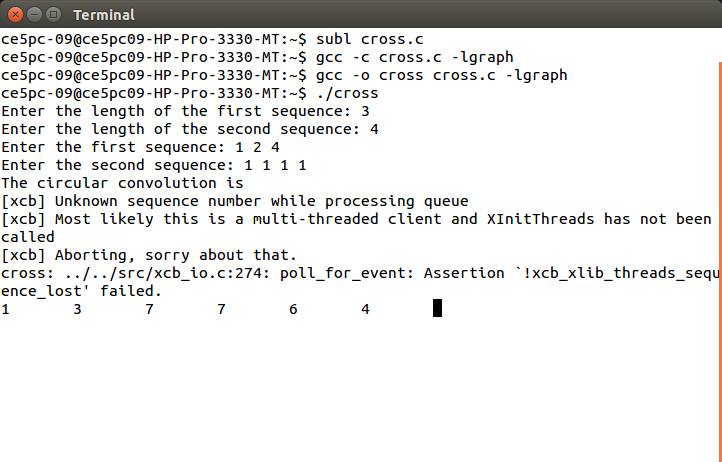 Terminal
ce5pc-09@ce5pc09-HP-Pro-3330-MT:~$ subl cross.c
ce5pc-09@ce5pc09-HP-Pro-3330-MT:~$ gcc -c cross.c -lgraph
ce5pc-09@ce5pc09-HP-Pro-3330-MT:~$ gcc -o cross cross.c -lgraph
ce5pc-09@ce5pc09-HP-Pro-3330-MT:~$ ./cross
Enter the length of the first sequence: 3
Enter the length of the second sequence: 4
Enter the first sequence: 1 2 4
Enter the second sequence: 1 1 1 1
The circular convolution is
[xcb] Unknown sequence number while processing queue
[xcb] Most likely this is a multi-threaded client and XInitThreads has not been
called
[xcb] Aborting, sorry about that.
cross: ../../src/xcb_io.c:274: poll_for_event: Assertion `!xcb_xlib_threads_sequ
ence_lost' failed.
1 3 7 7 6 4